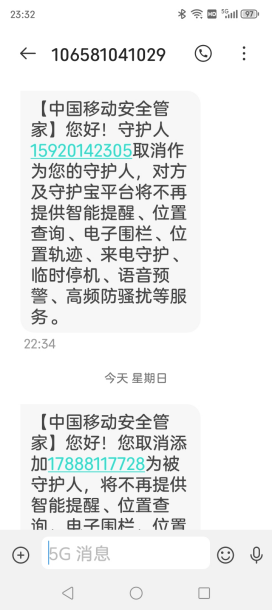 23:32
HD 5G 97
106581041029
【中国移动安全管
家】您好！守护人
15920142305取消作
为您的守护人，对方
及守护宝平台将不再
提供智能提醒、位置
查询、电子围栏、位
置轨迹、来电守护、
临时停机、语音预
警、高频防骚扰等服
务。
22:34
今天 星期日
【中国移动安全管
家】您好！您取消添
加17888117728为被
守护人，将不再提供
智能提醒、位置查
询、电子围栏、位置
5G 消息